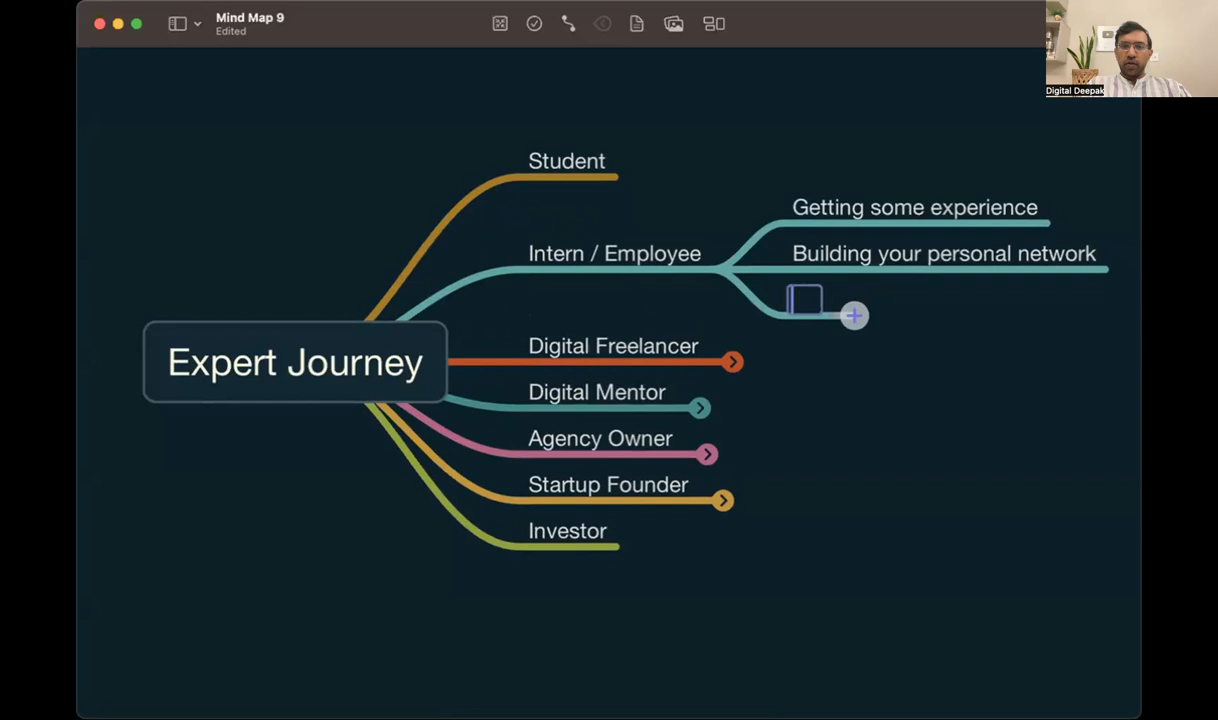 Mind Map 9
Edited
Digital Deepak
Student
Getting some experience
Intern / Employee
Building your personal network
Expert Journey
Digital Freelancer
Digital Mentor
Agency Owner
Startup Founder
Investor